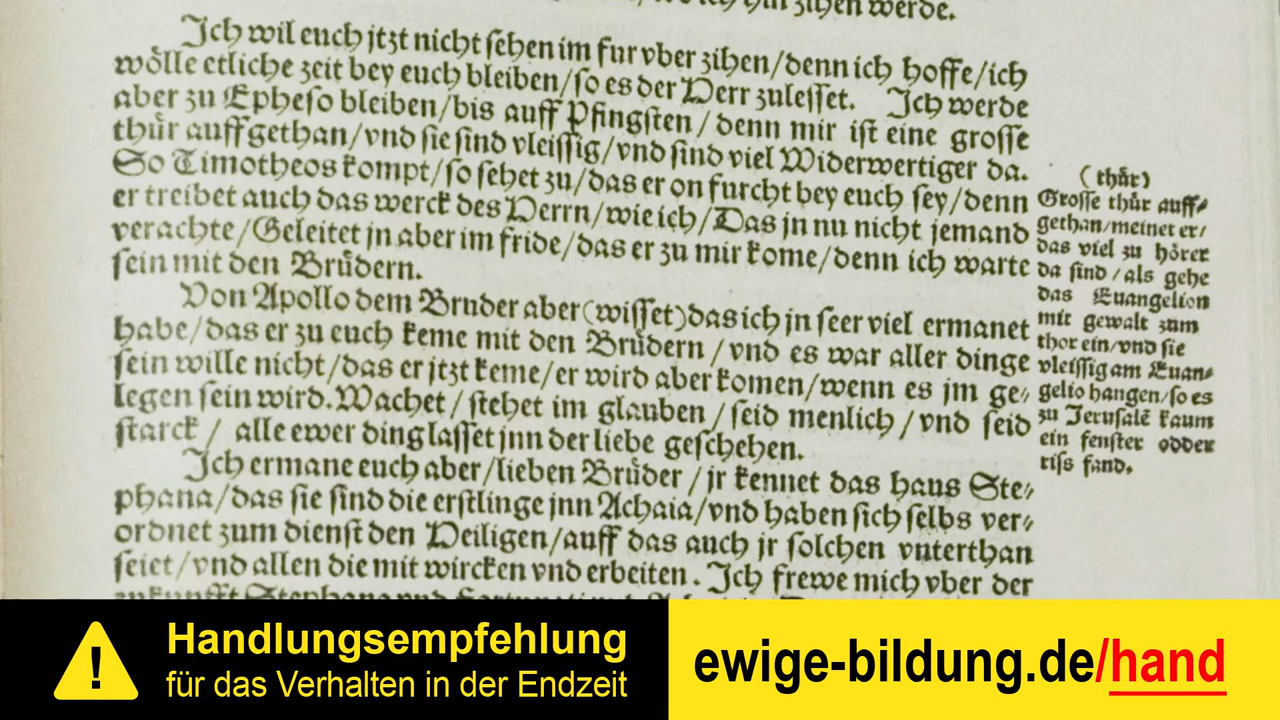 hin zihen werde.
Ich wil euch jtzt nicht sehen im fur vber zihen/denn ich hoffe/ich
wölle etliche zeit bey euch bleiben/so es der HErr zulesset. Ich werde
aber zu Epheso bleiben/bis auff Pfingsten/denn mir ist eine grosse
thür auffgethan/vnd sie sind vleissig/vnd sind viel Widerwertiger da.
So Timotheos kompt/so sehet zu/das er on furcht bey euch sey/denn
er treibet auch das werck des HErrn/wie ich/Das jn nu nicht jemand
verachte/Geleitet jn aber im fride/das er zu mir kome/denn ich warte
sein mit den Brüdern.
Von Apollo dem Bruder aber(wisset)das ich jn seer viel ermanet
habe/das er zu euch keme mit den Brüdern/vnd es war aller dinge
sein wille nicht/das er jtzt keme/er wird aber komen/wenn es jm ge⸗
legen sein wird. Wachet/stehet im glauben/seid menlich/vnd seid
starck/ alle ewer ding lasset jnn der liebe geschehen.
Ich ermane euch aber/lieben Brüder/jr kennet das haus Ste⸗
phana/das sie sind die erstlinge jnn Achaia/vnd haben sich selbs ver⸗
ordnet zum dienst den Heiligen/auff das auch jr solchen vnterthan
seiet/vnd allen die mit wircken vnd erbeiten. Ich frewe mich vber der
zukunfft Stephana vnd
(thür)
Grosse thür auff⸗
gethan/meinet er/
das viel zu hörer
da sind/als gehe
das Euangelion
mit gewalt zum
thor ein/vnd sie
vleissig am Euan⸗
gelio hangen/so es
zu Jerusalē kaum
ein fenster odder
riss fand.
! Handlungsempfehlung
für das Verhalten in der Endzeit
ewige-bildung.de/hand